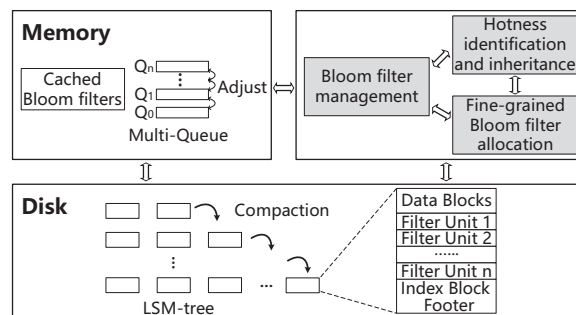 Memory
Cached
Bloom filters
Qn
⋮
Q1
Q0
Adjust
Multi-Queue
Bloom filter
management
Hotness
identification
and inheritance
Fine-grained
Bloom filter
allocation
Disk
Compaction
⋮
...
LSM-tree
Data Blocks
Filter Unit 1
Filter Unit 2
......
Filter Unit n
Index Block
Footer